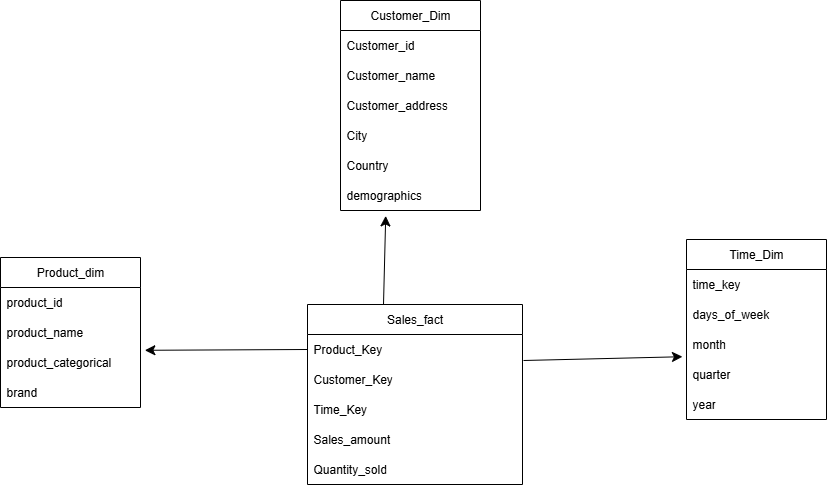 Customer_Dim
Customer_id
Customer_name
Customer_address
City
Country
demographics
Product_dim
product_id
product_name
product_categorical
brand
Sales_fact
Product_Key
Customer_Key
Time_Key
Sales_amount
Quantity_sold
Time_Dim
time_key
days_of_week
month
quarter
year